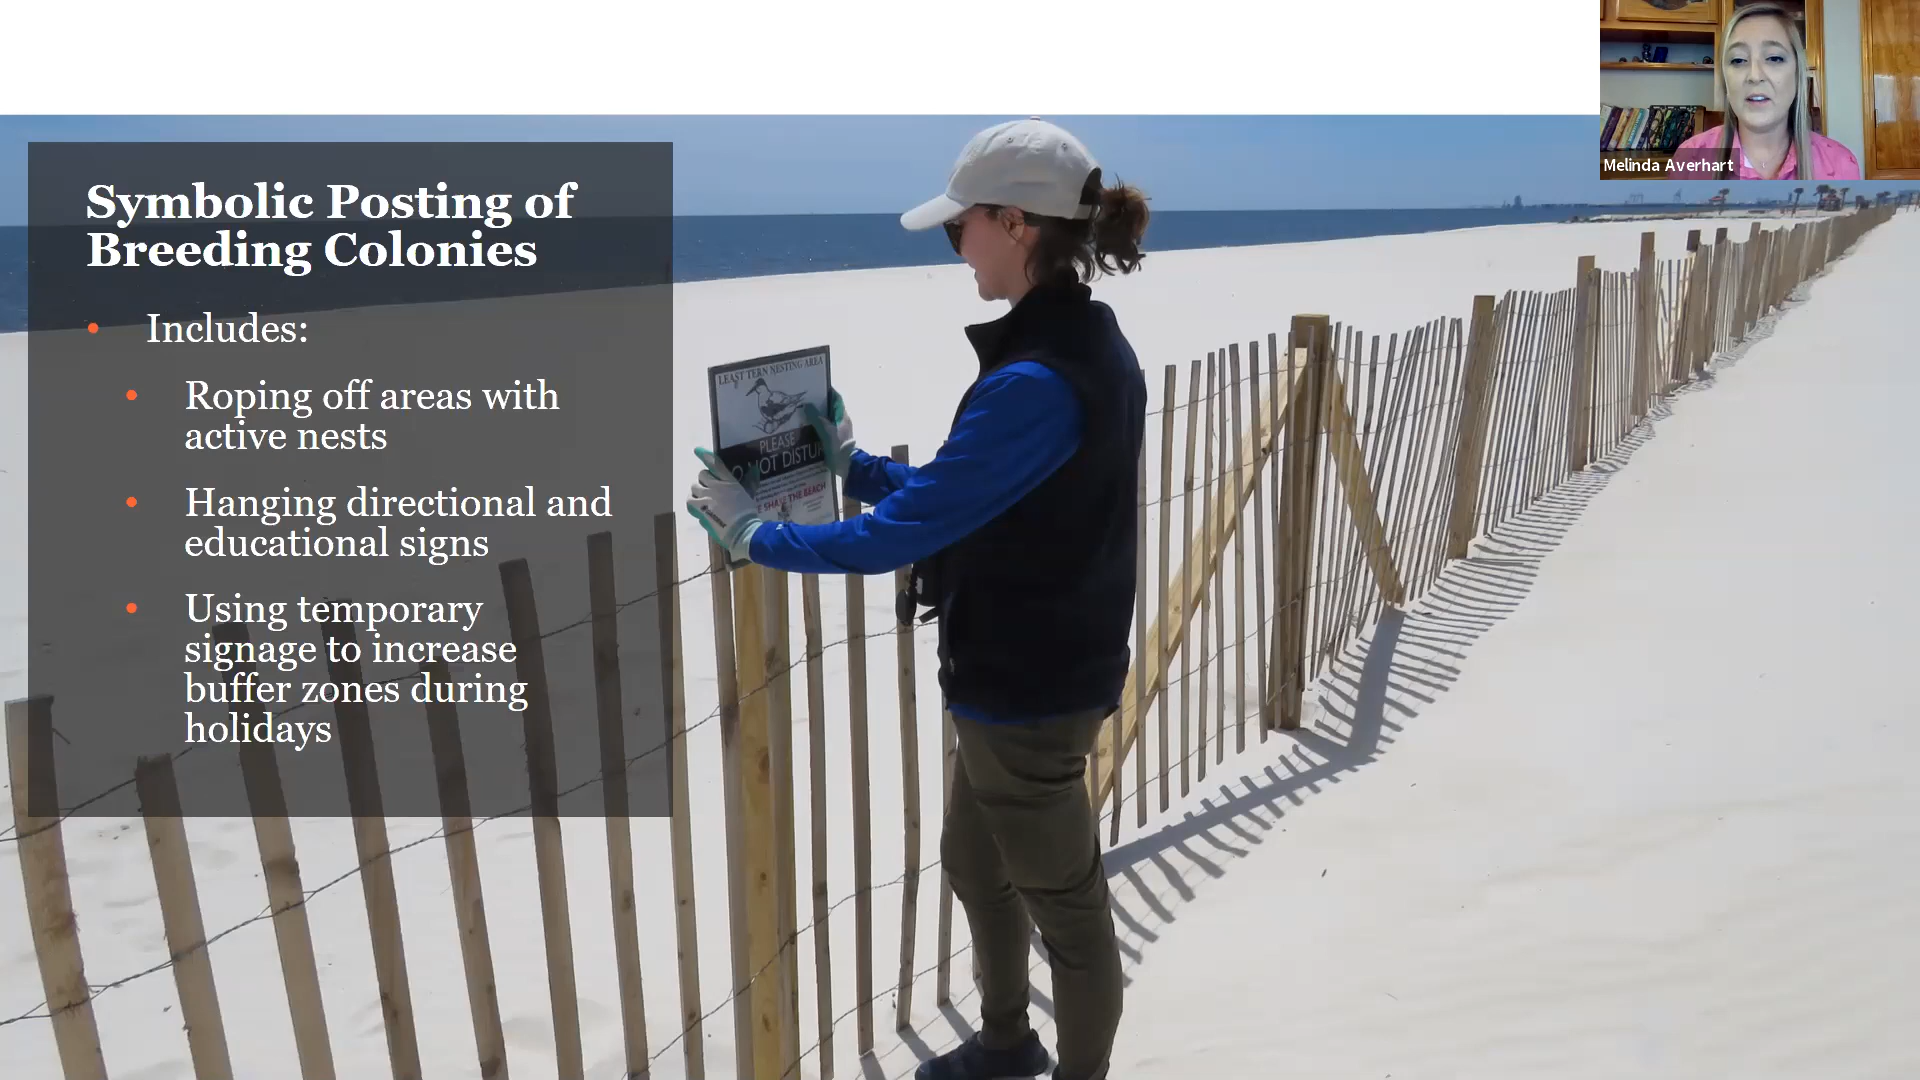 Melinda Averhart
Symbolic Posting of
Breeding Colonies
• Includes:
• Roping off areas with
active nests
• Hanging directional and
educational signs
• Using temporary
signage to increase
buffer zones during
holidays
LEAST TERN NESTING AREA
PLEASE
NOT
THE BEACH